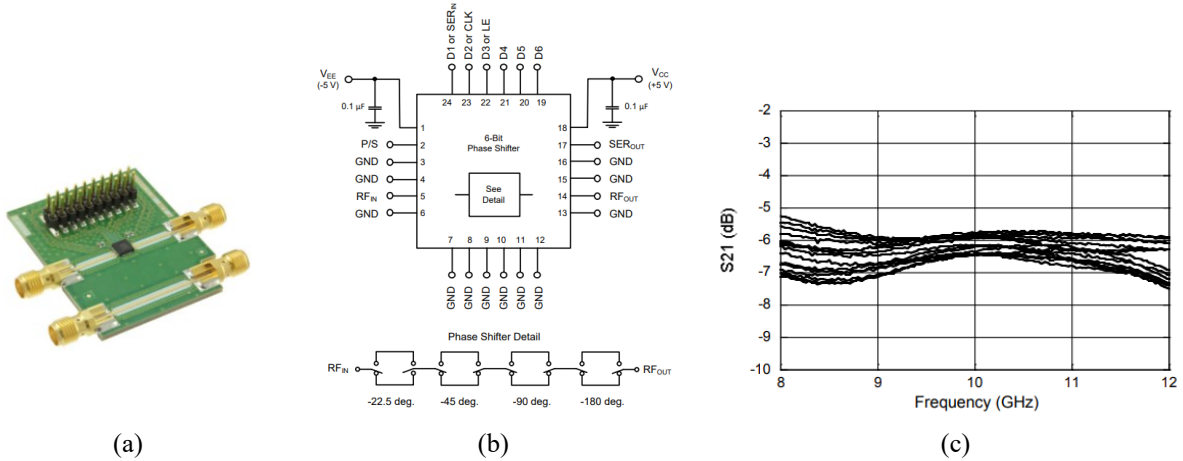 D1 or SERIN
D2 or CLK
D3 or LE
D4
D5
D6
VEE
(-5 V)
VCC
(+5 V)
24 23 22 21 20 19
0.1 µF
0.1 µF
1
18
6-Bit
Phase Shifter
P/S 2
17 SEROUT
GND 3
16 GND
GND 4
15 GND
See
Detail
RFIN 5
14 RFOUT
GND 6
13 GND
7 8 9 10 11 12
GND GND GND GND GND GND
Phase Shifter Detail
RFIN
RFOUT
-22.5 deg. -45 deg. -90 deg. -180 deg.
S21 (dB)
-2
-3
-4
-5
-6
-7
-8
-9
-10
8 9 10 11 12
Frequency (GHz)
(a) (b) (c)